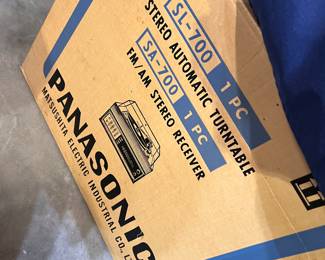 SL-700 1 PC
STEREO AUTOMATIC TURNTABLE
SA-700 1 PC
FM/AM STEREO RECEIVER
PANASONIC
MATSUSHITA ELECTRIC INDUSTRIAL CO., L